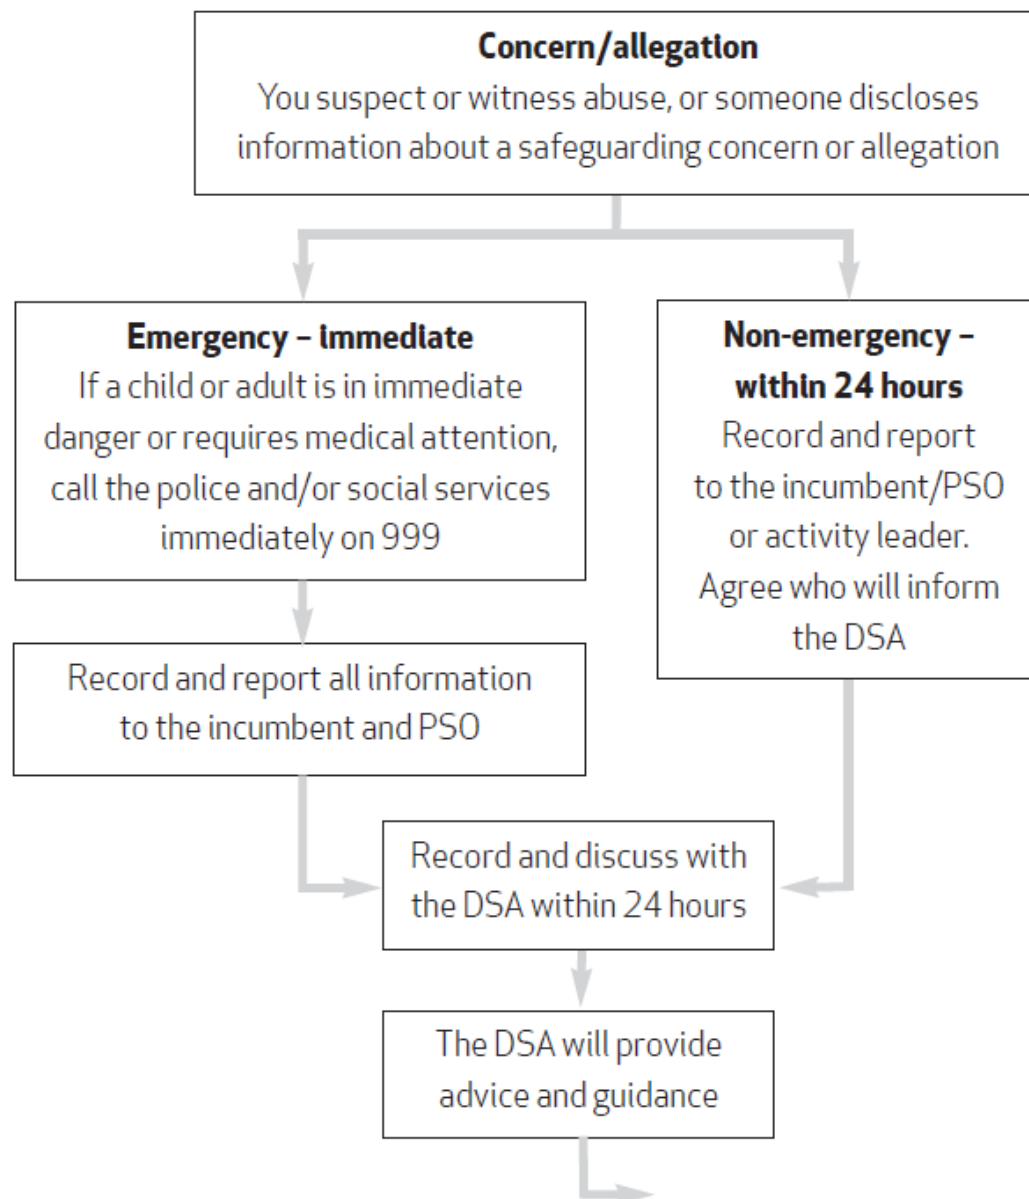 Concern/allegation
You suspect or witness abuse, or someone discloses
information about a safeguarding concern or allegation
Emergency – immediate
If a child or adult is in immediate
danger or requires medical attention,
call the police and/or social services
immediately on 999
Non-emergency –
within 24 hours
Record and report
to the incumbent/PSO
or activity leader.
Agree who will inform
the DSA
Record and report all information
to the incumbent and PSO
Record and discuss with
the DSA within 24 hours
The DSA will provide
advice and guidance